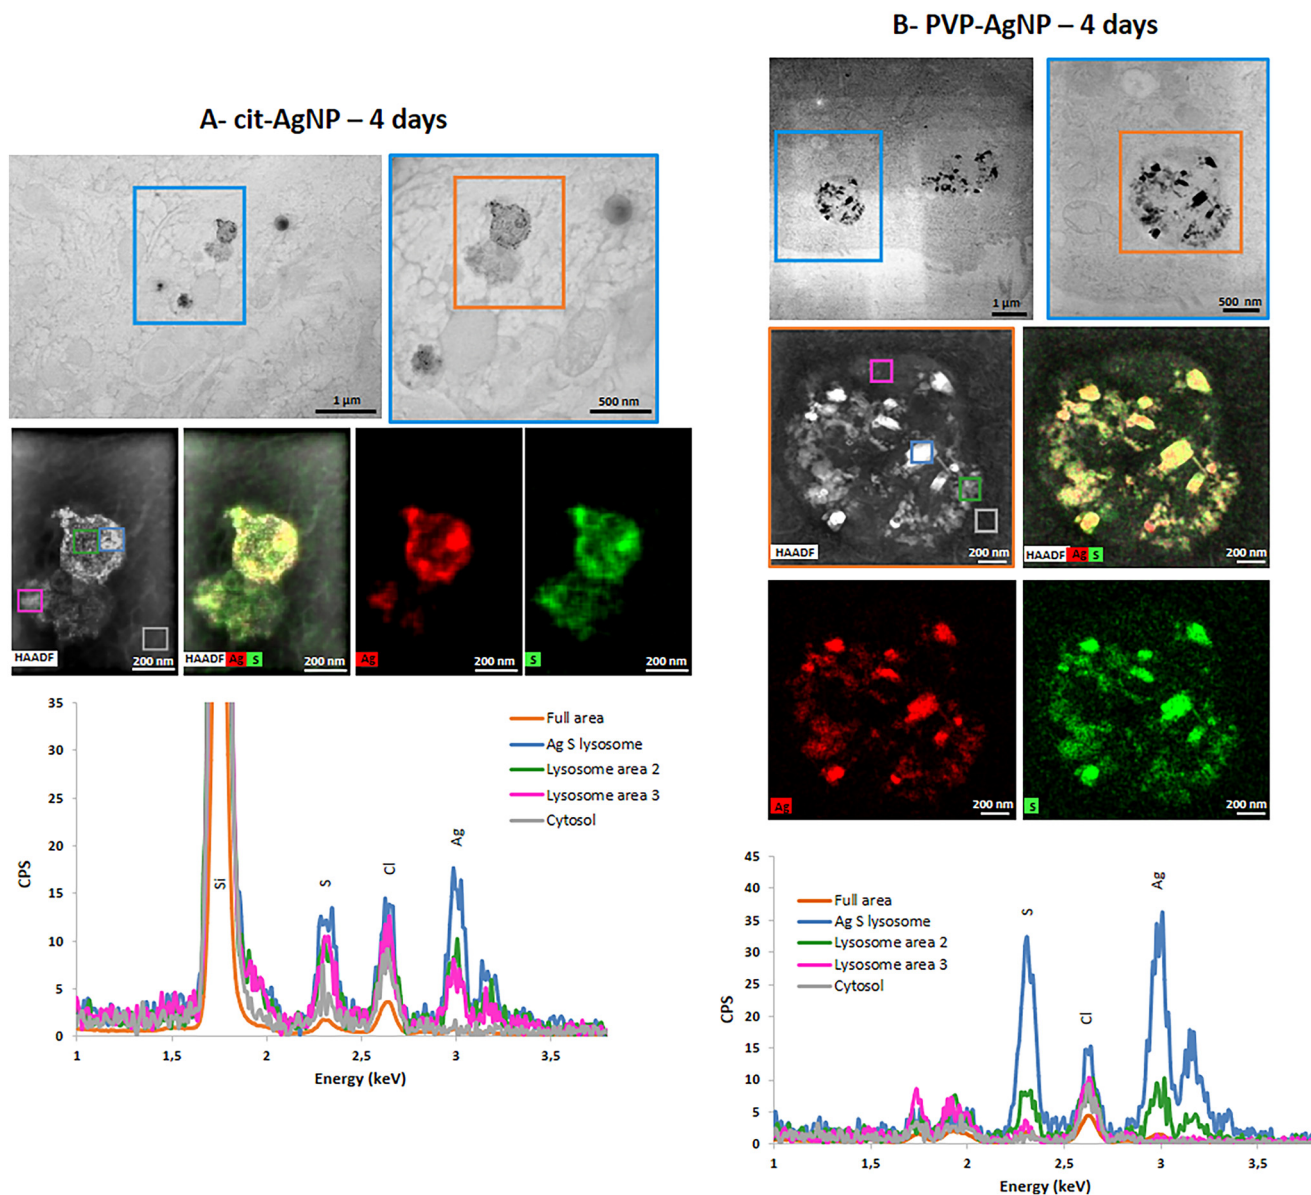 A- cit-AgNP – 4 days
1 µm
500 nm
HAADF
200 nm
HAADF Ag S
200 nm
Ag
200 nm
S
200 nm
35
30
25
20
15
10
5
0
CPS
Full area
Ag S lysosome
Lysosome area 2
Lysosome area 3
Cytosol
Si
S
Cl
Ag
1
1,5
2
2,5
3
3,5
Energy (keV)
B- PVP-AgNP – 4 days
1 µm
500 nm
HAADF
200 nm
HAADF Ag S
200 nm
Ag
200 nm
S
200 nm
45
40
35
30
25
20
15
10
5
0
CPS
Full area
Ag S lysosome
Lysosome area 2
Lysosome area 3
Cytosol
S
Cl
Ag
1
1,5
2
2,5
3
3,5
Energy (keV)